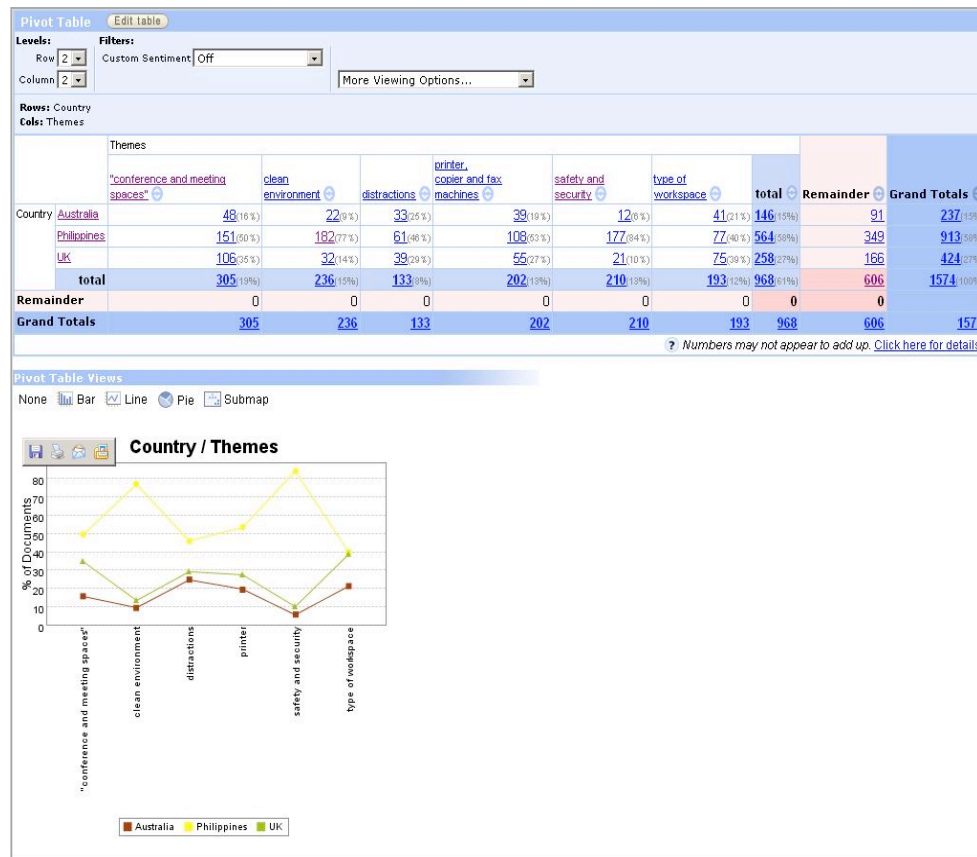 Pivot Table Edit table
Levels: Filters:
Row 2 Custom Sentiment Off
Column 2 More Viewing Options...
Rows: Country
Cols: Themes
Themes
"conference and meeting spaces" clean environment distractions printer, copier and fax machines safety and security type of workspace total Remainder Grand Totals
Country Australia 48(16%) 22(9%) 33(25%) 39(19%) 12(6%) 41(21%) 146(15%) 91 237(15%
Philippines 151(50%) 182(77%) 61(46%) 108(53%) 177(84%) 77(40%) 564(58%) 349 913(58%
UK 106(35%) 32(14%) 39(29%) 55(27%) 21(10%) 75(39%) 258(27%) 166 424(27%
total 305(19%) 236(15%) 133(8%) 202(13%) 210(13%) 193(12%) 968(61%) 606 1574(100%
Remainder 0 0 0 0 0 0 0 0
Grand Totals 305 236 133 202 210 193 968 606 157
? Numbers may not appear to add up. Click here for details
Pivot Table Views
None Bar Line Pie Submap
Country / Themes
% of Documents
80
70
60
50
40
30
20
10
0
"conference and meeting spaces"
clean environment
distractions
printer
safety and security
type of workspace
Australia Philippines UK